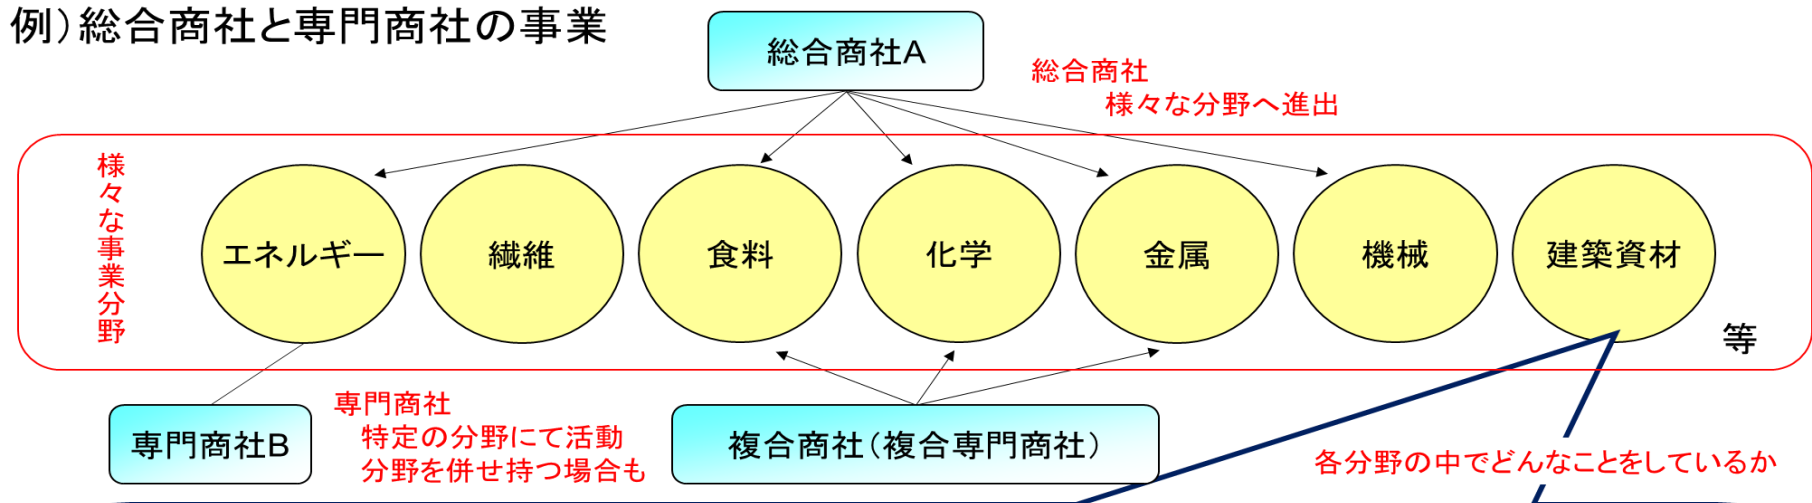 例）総合商社と専門商社の事業
総合商社A
総合商社
様々な分野へ進出
様々な事業分野
エネルギー
繊維
食料
化学
金属
機械
建築資材
等
専門商社B
専門商社
特定の分野にて活動
分野を併せ持つ場合も
複合商社（複合専門商社）
各分野の中でどんなことをしているか